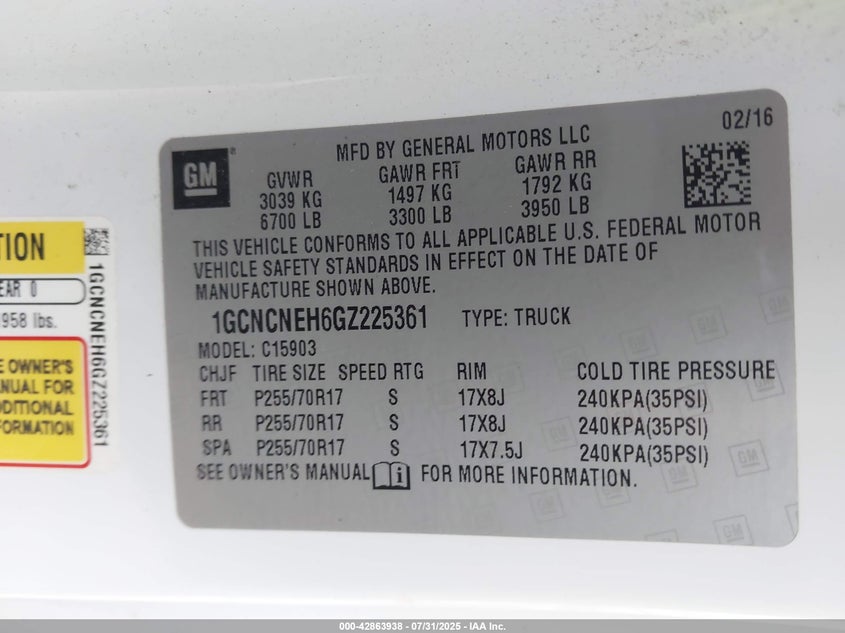 TION
EAR 0
958 lbs.
E OWNER'S
ANUAL FOR
DDITIONAL
FORMATION
1GCNCNEH6GZ225361
GM
02/16
MFD BY GENERAL MOTORS LLC
GVWR GAWR FRT GAWR RR
3039 KG 1497 KG 1792 KG
6700 LB 3300 LB 3950 LB
THIS VEHICLE CONFORMS TO ALL APPLICABLE U.S. FEDERAL MOTOR
VEHICLE SAFETY STANDARDS IN EFFECT ON THE DATE OF
MANUFACTURE SHOWN ABOVE.
1GCNCNEH6GZ225361 TYPE: TRUCK
MODEL: C15903
CHJF TIRE SIZE SPEED RTG RIM COLD TIRE PRESSURE
FRT P255/70R17 S 17X8J 240KPA(35PSI)
RR P255/70R17 S 17X8J 240KPA(35PSI)
SPA P255/70R17 S 17X7.5J 240KPA(35PSI)
SEE OWNER'S MANUAL FOR MORE INFORMATION.
000-42863938 - 07/31/2025 - IAA Inc.